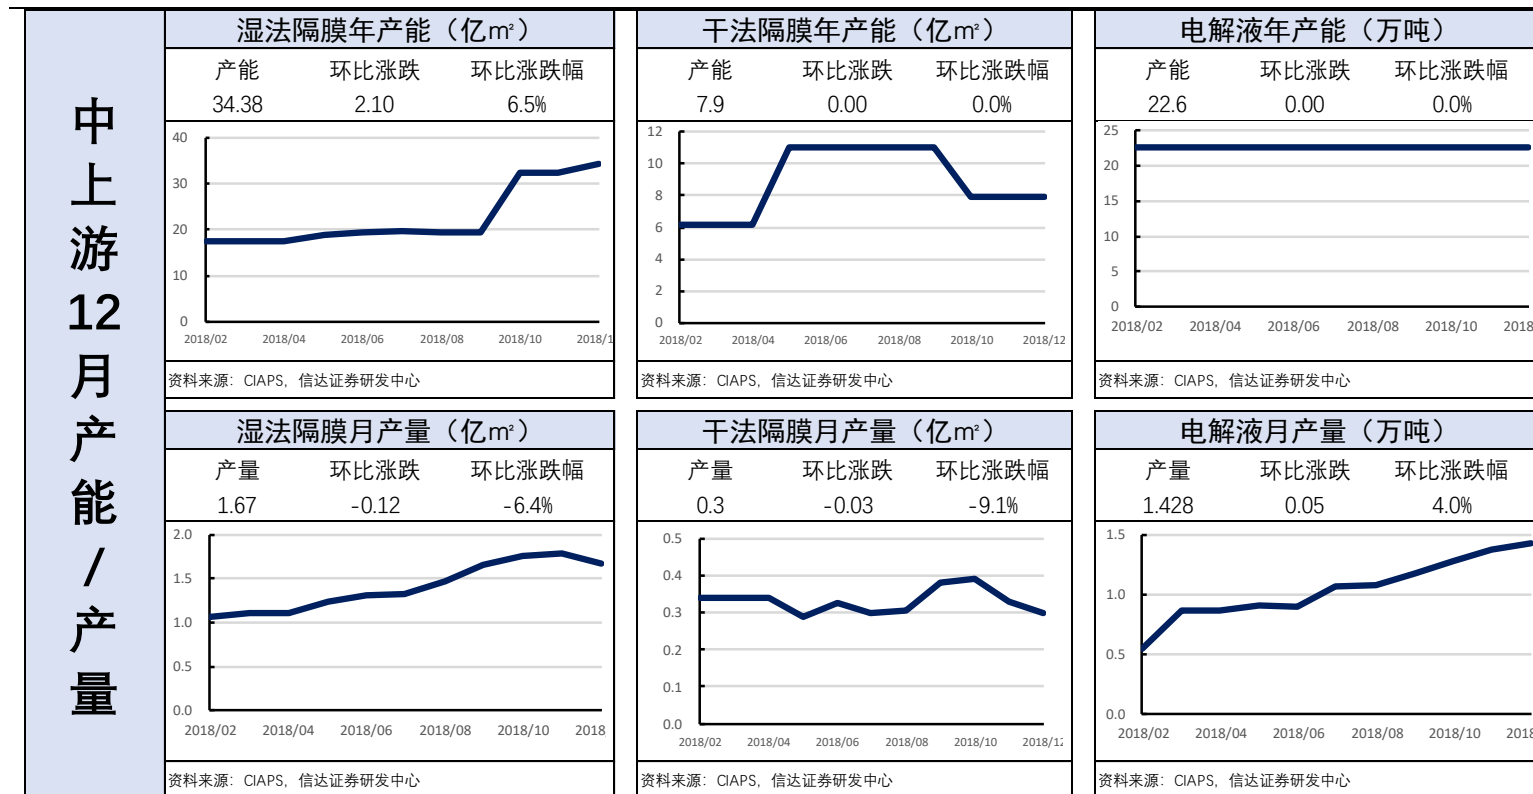 中
上
游
12
月
产
能
/
产
量
湿法隔膜年产能（亿㎡）
产能 环比涨跌 环比涨跌幅
34.38 2.10 6.5%
40
30
20
10
0
2018/02 2018/04 2018/06 2018/08 2018/10 2018/1
资料来源：CIAPS，信达证券研发中心
干法隔膜年产能（亿㎡）
产能 环比涨跌 环比涨跌幅
7.9 0.00 0.0%
12
10
8
6
4
2
0
2018/02 2018/04 2018/06 2018/08 2018/10 2018/12
资料来源：CIAPS，信达证券研发中心
电解液年产能（万吨）
产能 环比涨跌 环比涨跌幅
22.6 0.00 0.0%
25
20
15
10
5
0
2018/02 2018/04 2018/06 2018/08 2018/10 2018
资料来源：CIAPS，信达证券研发中心
湿法隔膜月产量（亿㎡）
产量 环比涨跌 环比涨跌幅
1.67 -0.12 -6.4%
2.0
1.5
1.0
0.5
0.0
2018/02 2018/04 2018/06 2018/08 2018/10 2018
资料来源：CIAPS，信达证券研发中心
干法隔膜月产量（亿㎡）
产量 环比涨跌 环比涨跌幅
0.3 -0.03 -9.1%
0.5
0.4
0.3
0.2
0.1
0.0
2018/02 2018/04 2018/06 2018/08 2018/10 2018/12
资料来源：CIAPS，信达证券研发中心
电解液月产量（万吨）
产量 环比涨跌 环比涨跌幅
1.428 0.05 4.0%
1.5
1.0
0.5
0.0
2018/02 2018/04 2018/06 2018/08 2018/10 2018
资料来源：CIAPS，信达证券研发中心